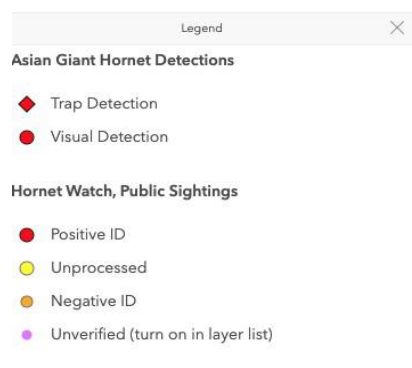 Legend
Asian Giant Hornet Detections
Trap Detection
Visual Detection
Hornet Watch, Public Sightings
Positive ID
Unprocessed
Negative ID
Unverified (turn on in layer list)